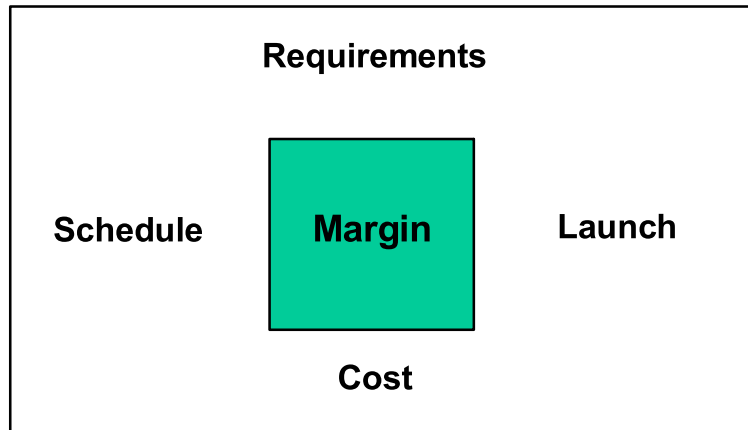 Requirements
Schedule
Margin
Launch
Cost